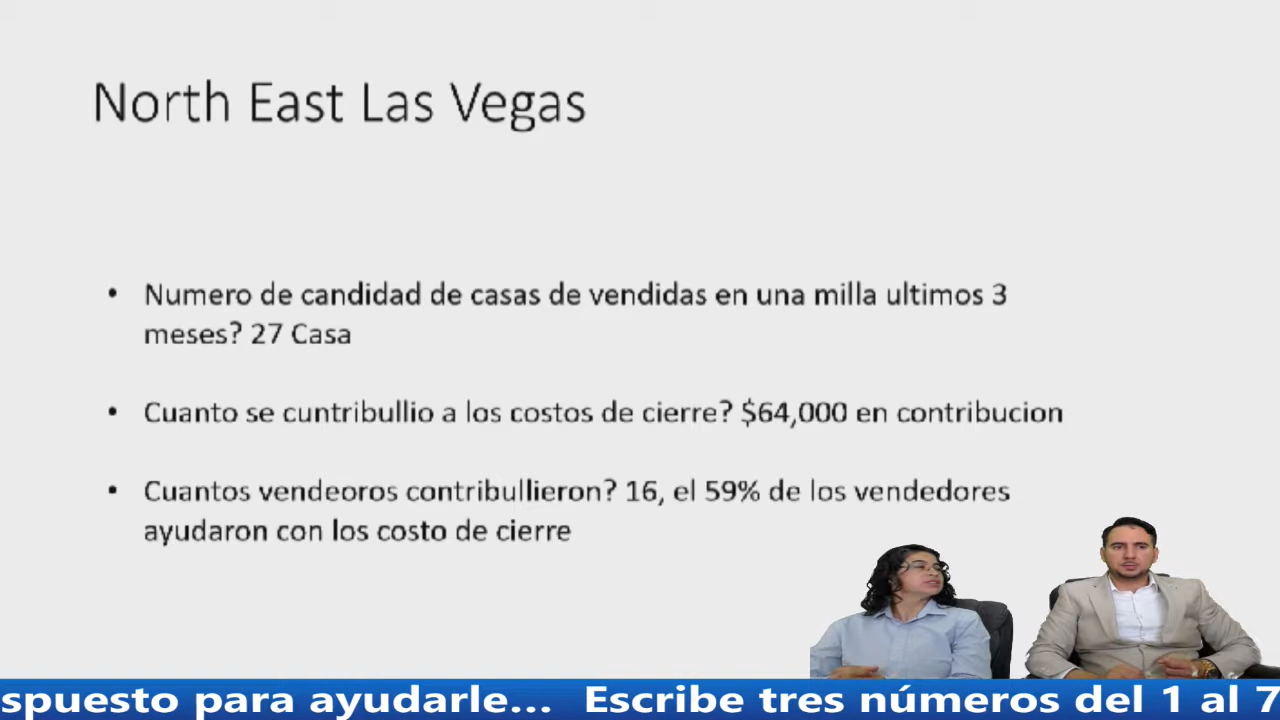 North East Las Vegas
• Numero de candidad de casas de vendidas en una milla ultimos 3
meses? 27 Casa
• Cuanto se cuntribullio a los costos de cierre? $64,000 en contribucion
• Cuantos vendeoros contribullieron? 16, el 59% de los vendedores
ayudaron con los costo de cierre
spuesto para ayudarle... Escribe tres números del 1 al 7